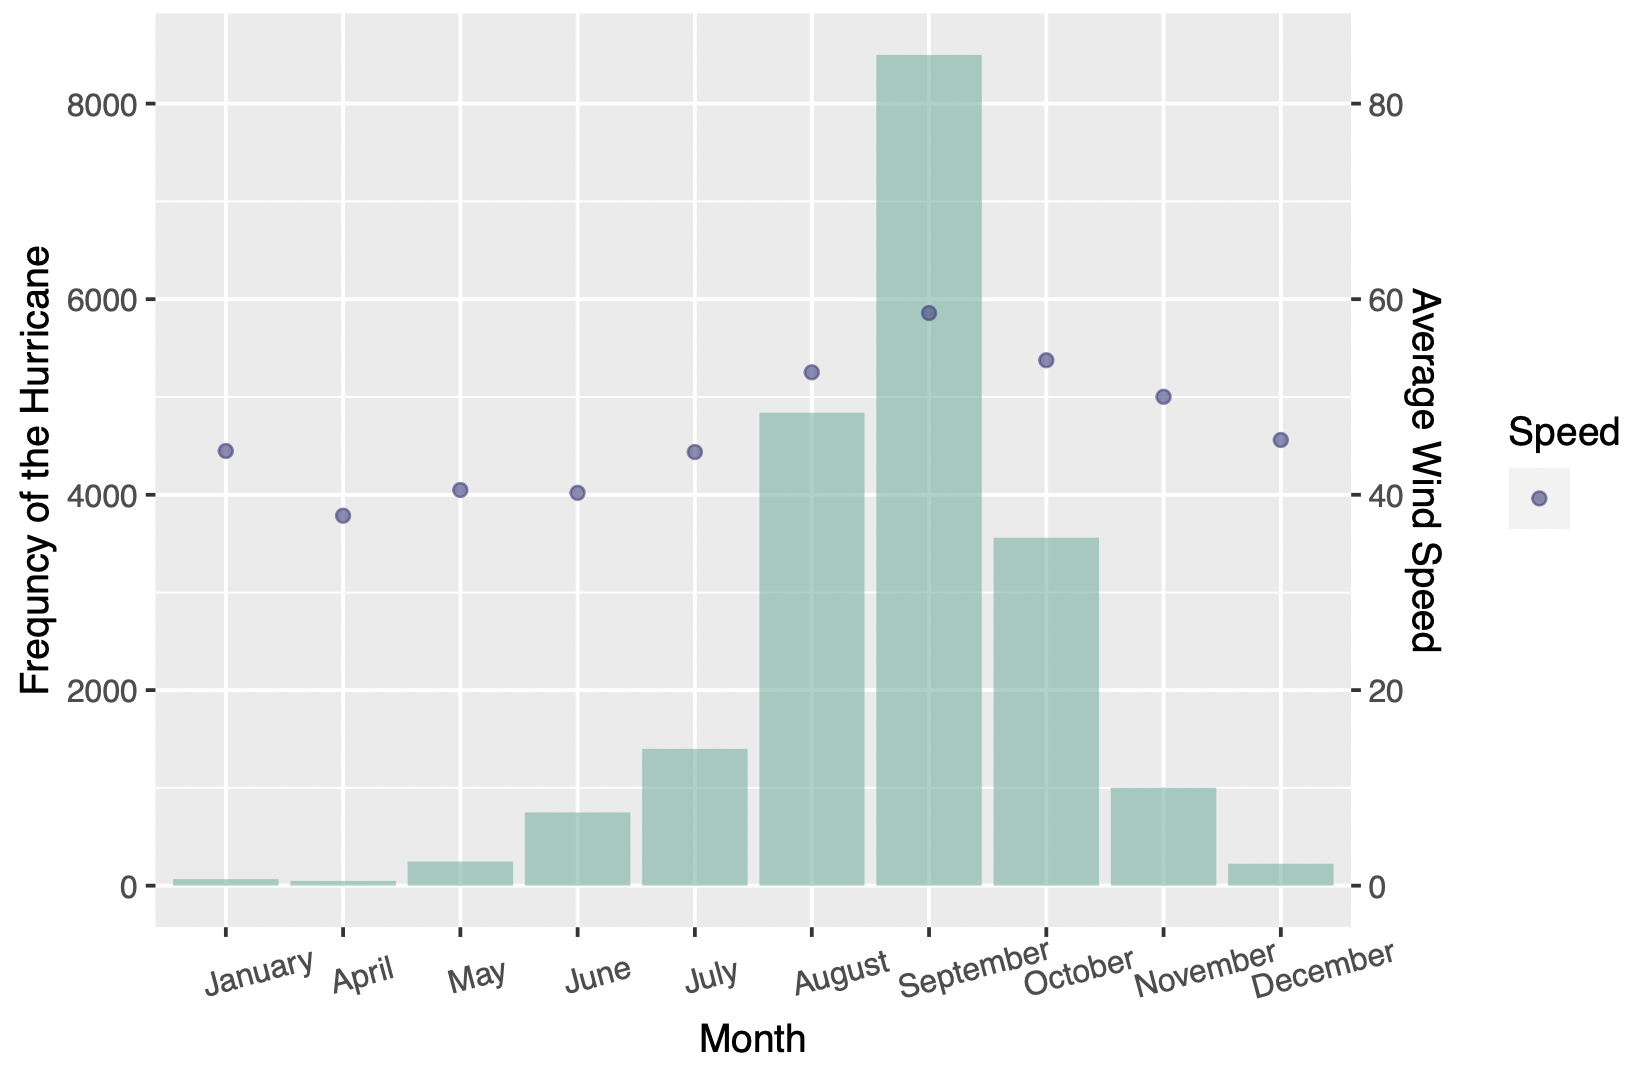 Frequncy of the Hurricane
8000
6000
4000
2000
0
80
60
40
20
0
Average Wind Speed
Speed
January
April
May
June
July
August
September
October
November
December
Month